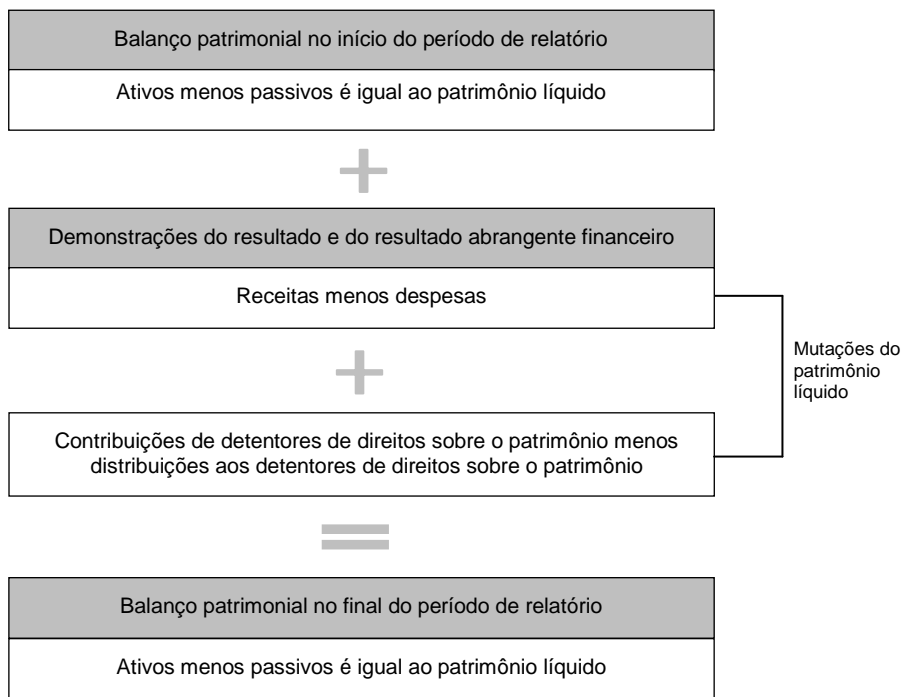 Balanço patrimonial no início do período de relatório
Ativos menos passivos é igual ao patrimônio líquido
+
Demonstrações do resultado e do resultado abrangente financeiro
Receitas menos despesas
+
Contribuições de detentores de direitos sobre o patrimônio menos
distribuições aos detentores de direitos sobre o patrimônio
Mutações do
patrimônio
líquido
=
Balanço patrimonial no final do período de relatório
Ativos menos passivos é igual ao patrimônio líquido